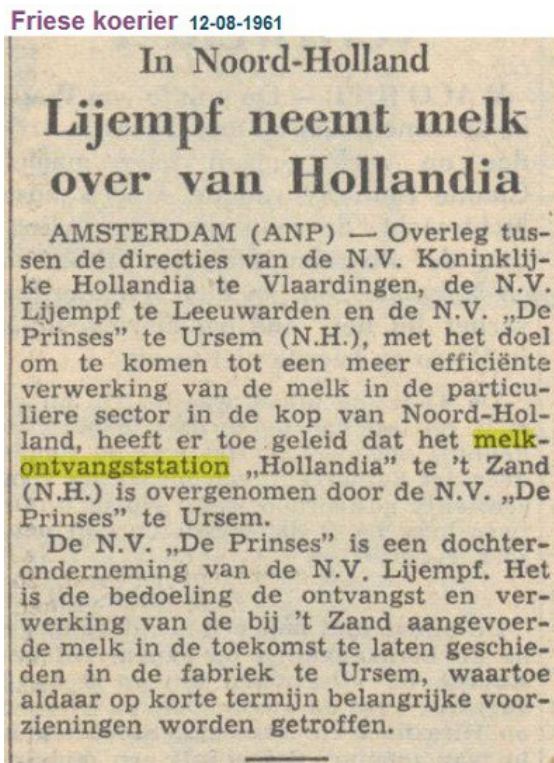 Friese koerier 12-08-1961
In Noord-Holland
Lijempf neemt melk
over van Hollandia
AMSTERDAM (ANP) — Overleg tus-
sen de directies van de N.V. Koninklij-
ke Hollandia te Vlaardingen, de N.V.
Lijempf te Leeuwarden en de N.V. „De
Prinses” te Ursem (N.H.), met het doel
om te komen tot een meer efficiënte
verwerking van de melk in de particu-
liere sector in de kop van Noord-Hol-
land, heeft er toe geleid dat het melk-
ontvangststation „Hollandia” te 't Zand
(N.H.) is overgenomen door de N.V. „De
Prinses” te Ursem.
De N.V. „De Prinses” is een dochter-
onderneming van de N.V. Lijempf. Het
is de bedoeling de ontvangst en ver-
werking van de bij 't Zand aangevoer-
de melk in de toekomst te laten geschie-
den in de fabriek te Ursem, waartoe
aldaar op korte termijn belangrijke voor-
zieningen worden getroffen.